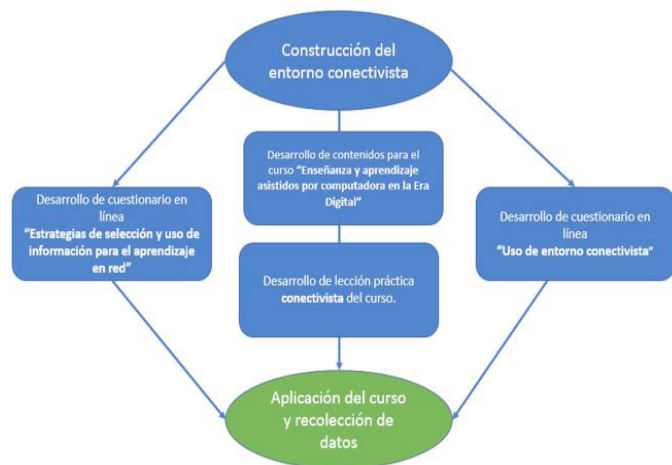 Construcción del
entorno conectivista
Desarrollo de contenidos para el
curso "Enseñanza y aprendizaje
asistidos por computadora en la Era
Digital"
Desarrollo de cuestionario en
línea
"Estrategias de selección y uso de
información para el aprendizaje
en red"
Desarrollo de cuestionario en
línea
"Uso de entorno conectivista"
Desarrollo de lección práctica
conectivista del curso.
Aplicación del curso
y recolección de
datos